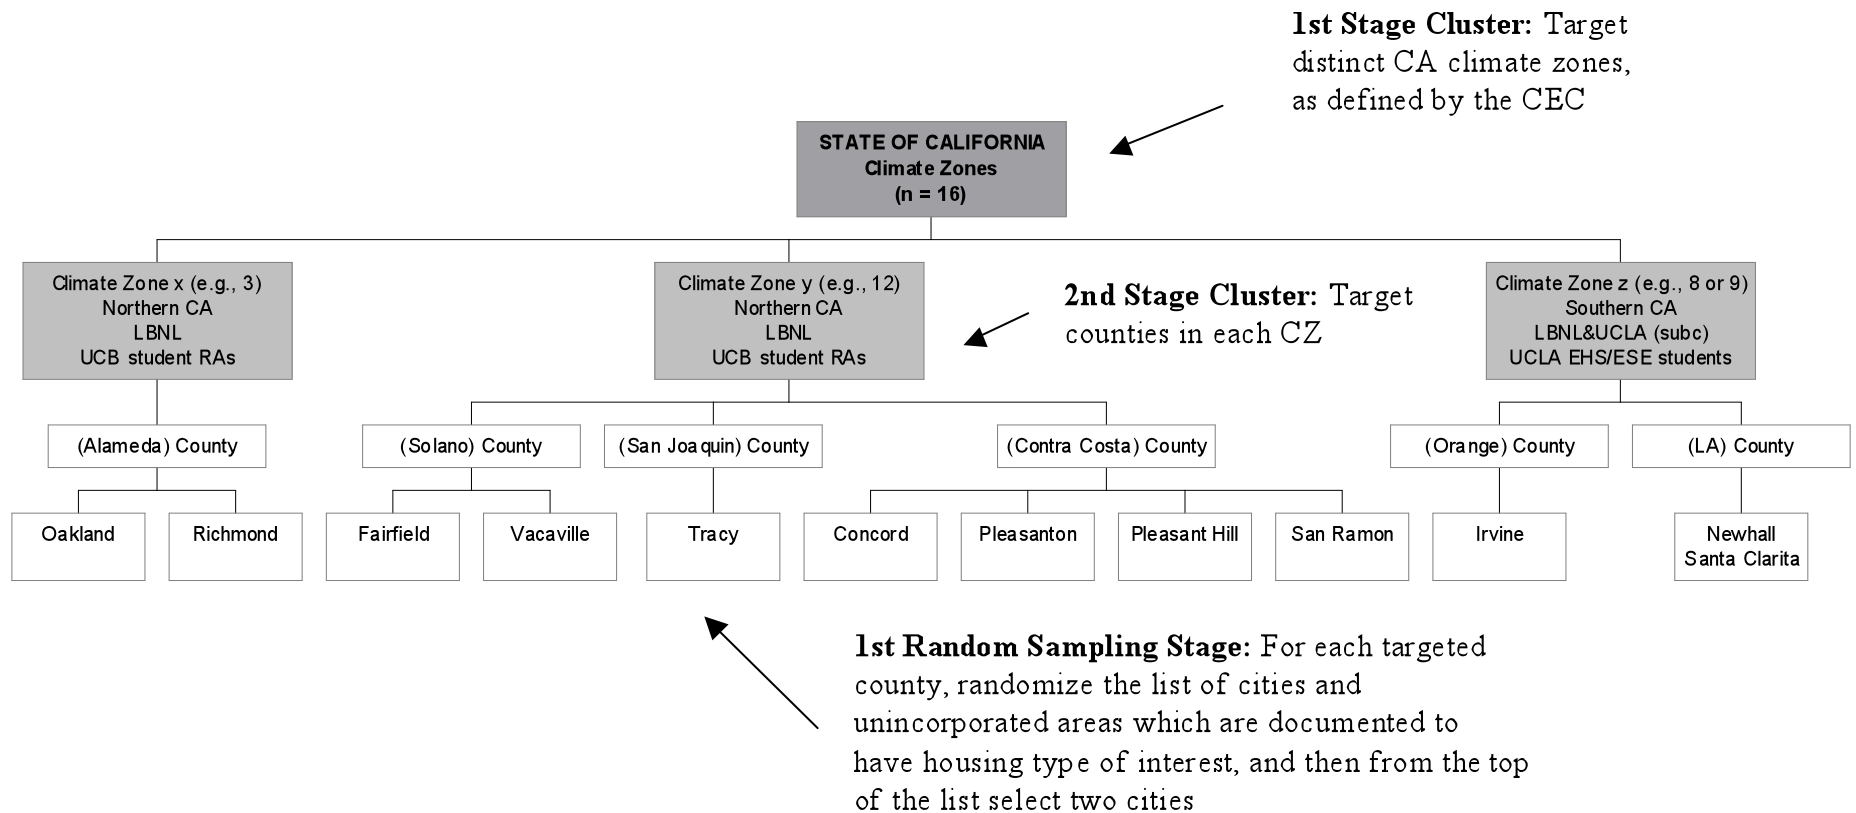 1st Stage Cluster: Target
distinct CA climate zones,
as defined by the CEC
STATE OF CALIFORNIA
Climate Zones
(n = 16)
Climate Zone x (e.g., 3)
Northern CA
LBNL
UCB student RAs
Climate Zone y (e.g., 12)
Northern CA
LBNL
UCB student RAs
2nd Stage Cluster: Target
counties in each CZ
Climate Zone z (e.g., 8 or 9)
Southern CA
LBNL&UCLA (subc)
UCLA EHS/ESE students
(Alameda) County
(Solano) County
(San Joaquin) County
(Contra Costa) County
(Orange) County
(LA) County
Oakland
Richmond
Fairfield
Vacaville
Tracy
Concord
Pleasanton
Pleasant Hill
San Ramon
Irvine
Newhall
Santa Clarita
1st Random Sampling Stage: For each targeted
county, randomize the list of cities and
unincorporated areas which are documented to
have housing type of interest, and then from the top
of the list select two cities